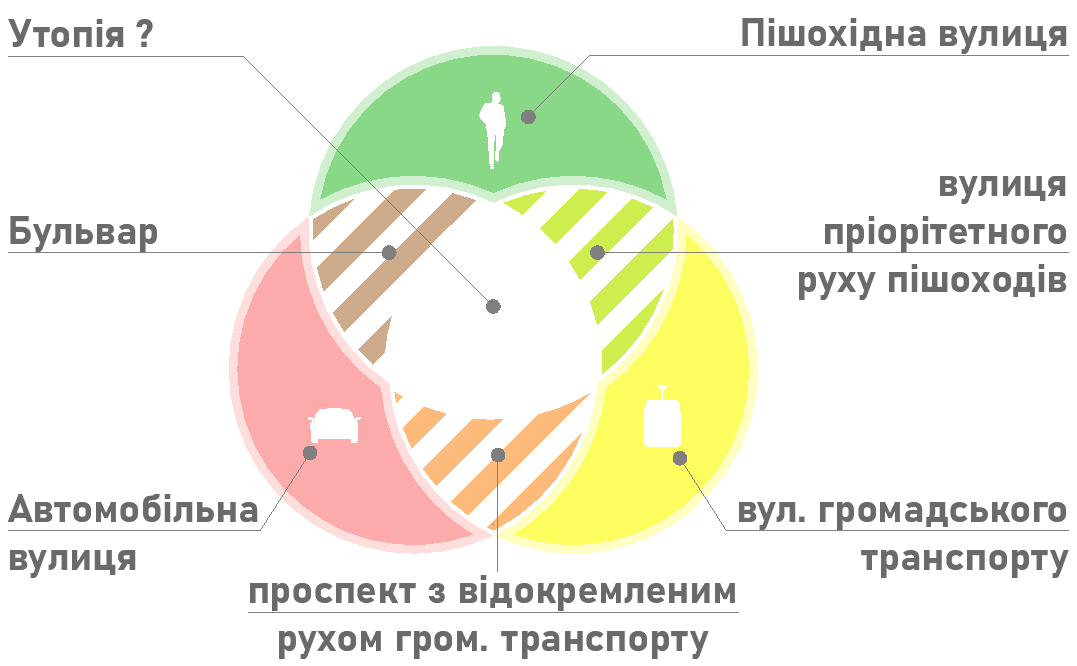 Утопія ?
Пішохідна вулиця
Бульвар
вулиця
пріорітетного
руху пішоходів
Автомобільна
вулиця
вул. громадського
транспорту
проспект з відокремленим
рухом гром. транспорту